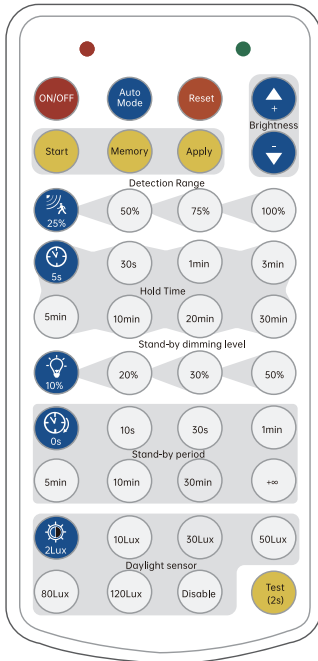 ON/OFF
Auto
Mode
Reset
+
Brightness
-
Start
Memory
Apply
Detection Range
25%
50%
75%
100%
5s
30s
1min
3min
Hold Time
5min
10min
20min
30min
Stand-by dimming level
10%
20%
30%
50%
0s
10s
30s
1min
Stand-by period
5min
10min
30min
+∞
2Lux
10Lux
30Lux
50Lux
Daylight sensor
80Lux
120Lux
Disable
Test
(2s)